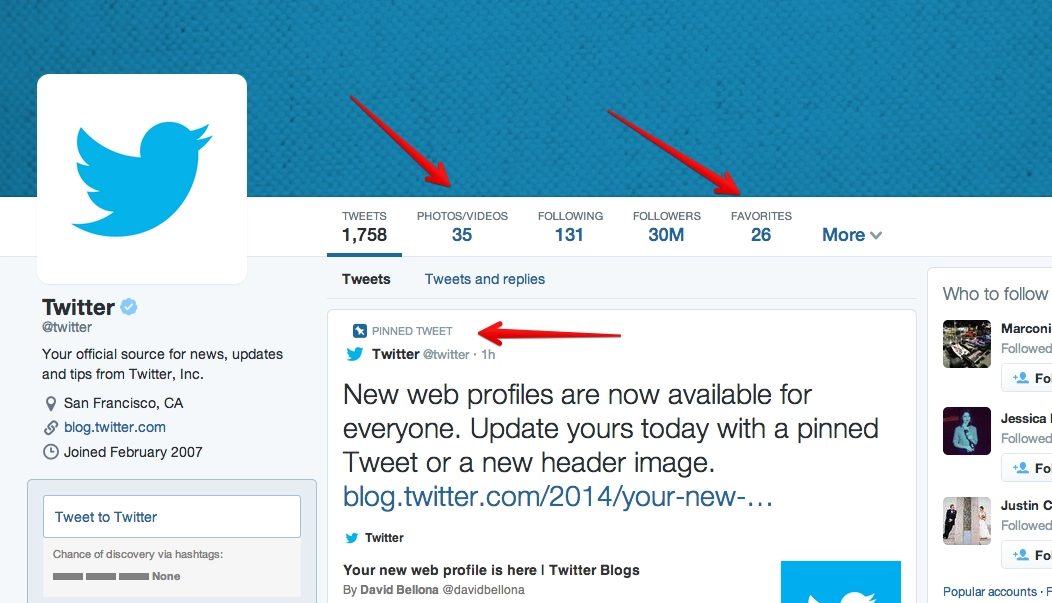 TWEETS PHOTOS/VIDEOS FOLLOWING FOLLOWERS FAVORITES
1,758 35 131 30M 26 More
Tweets Tweets and replies
Twitter
@twitter
Your official source for news, updates
and tips from Twitter, Inc.
San Francisco, CA
blog.twitter.com
Joined February 2007
Tweet to Twitter
Chance of discovery via hashtags:
None
PINNED TWEET
Twitter @twitter · 1h
New web profiles are now available for
everyone. Update yours today with a pinned
Tweet or a new header image.
blog.twitter.com/2014/your-new-…
Twitter
Your new web profile is here | Twitter Blogs
By David Bellona @davidbellona
Who to follow
Marconi
Followed
Fo
Jessica
Followed
Fo
Justin C
Followed
Fo
Popular accounts · F